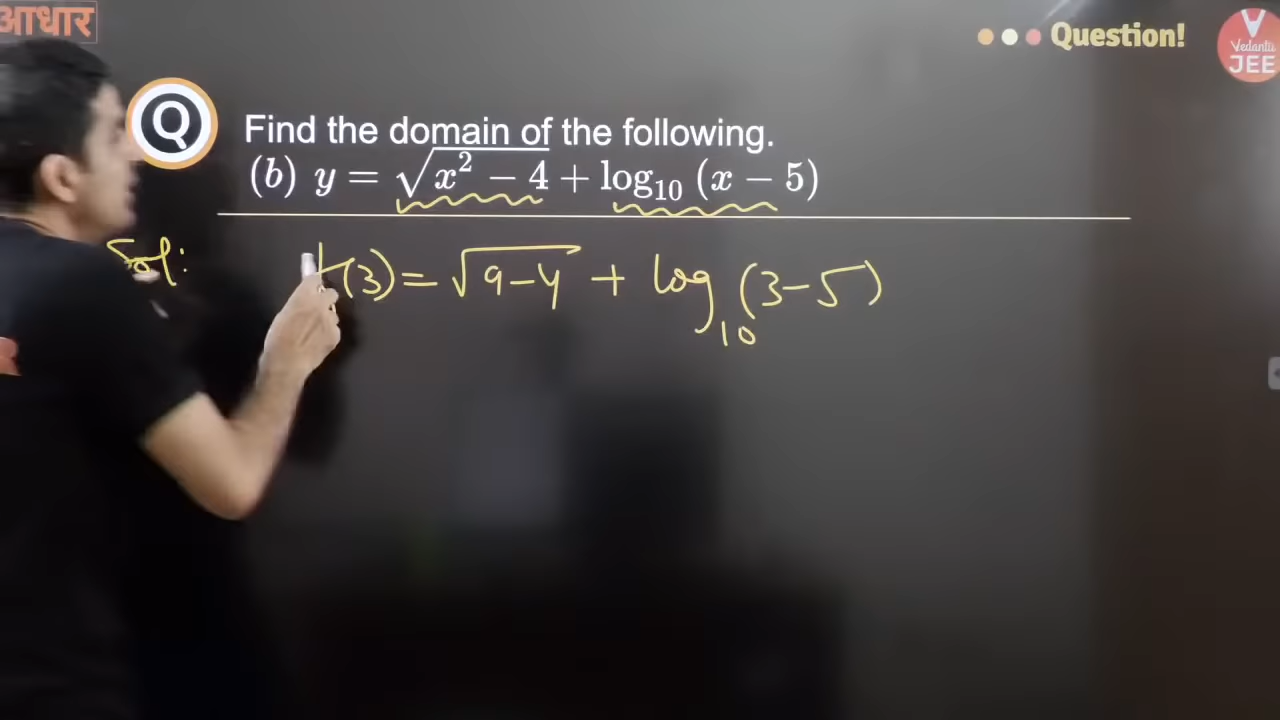 आधार
Question!
Vedantu
JEE
Q
Find the domain of the following.
(b) y = √(x² − 4) + log₁₀ (x − 5)
Sol:
f(3) = √(9−4) + log₁₀ (3−5)